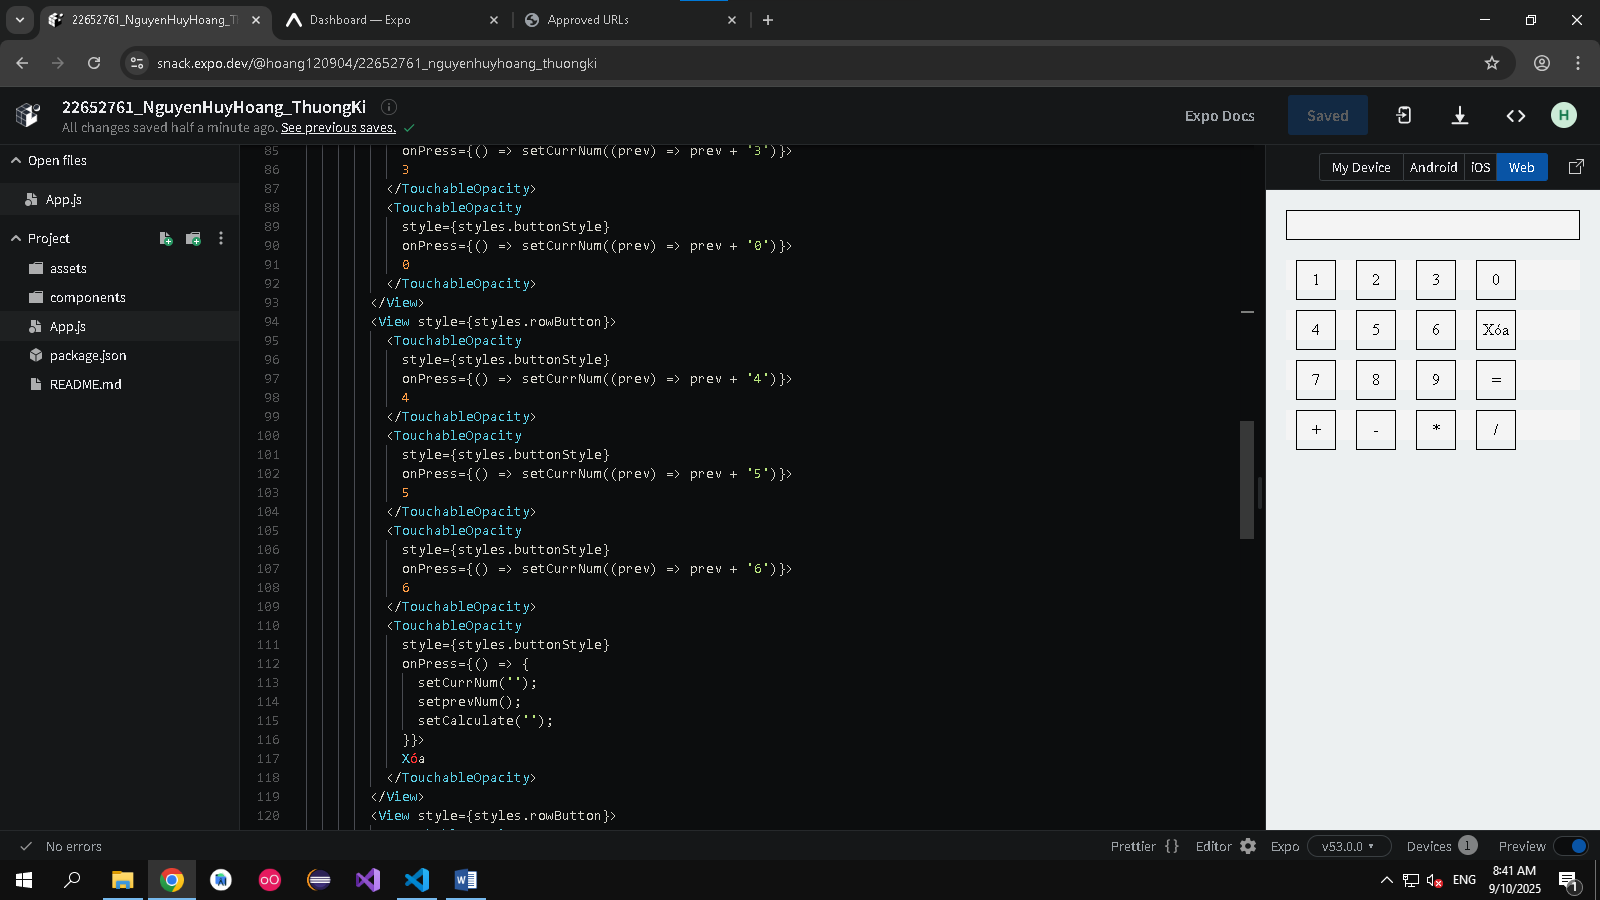 22652761_NguyenHuyHoang_T
Dashboard — Expo
Approved URLs
snack.expo.dev/@hoang120904/22652761_nguyenhuyhoang_thuongki
22652761_NguyenHuyHoang_ThuongKi
All changes saved half a minute ago. See previous saves.
Expo Docs
Saved
H
Open files
App.js
Project
assets
components
App.js
package.json
README.md
85 onPress={() => setCurrNum((prev) => prev + '3')}>
86 3
87 </TouchableOpacity>
88 <TouchableOpacity
89 style={styles.buttonStyle}
90 onPress={() => setCurrNum((prev) => prev + '0')}>
91 0
92 </TouchableOpacity>
93 </View>
94 <View style={styles.rowButton}>
95 <TouchableOpacity
96 style={styles.buttonStyle}
97 onPress={() => setCurrNum((prev) => prev + '4')}>
98 4
99 </TouchableOpacity>
100 <TouchableOpacity
101 style={styles.buttonStyle}
102 onPress={() => setCurrNum((prev) => prev + '5')}>
103 5
104 </TouchableOpacity>
105 <TouchableOpacity
106 style={styles.buttonStyle}
107 onPress={() => setCurrNum((prev) => prev + '6')}>
108 6
109 </TouchableOpacity>
110 <TouchableOpacity
111 style={styles.buttonStyle}
112 onPress={() => {
113 setCurrNum('');
114 setprevNum();
115 setCalculate('');
116 }}>
117 Xóa
118 </TouchableOpacity>
119 </View>
120 <View style={styles.rowButton}>
My Device Android iOS Web
1 2 3 0
4 5 6 Xóa
7 8 9 =
+ - * /
No errors
Prettier {} Editor Expo v53.0.0 Devices 1 Preview
ENG
8:41 AM
9/10/2025
1